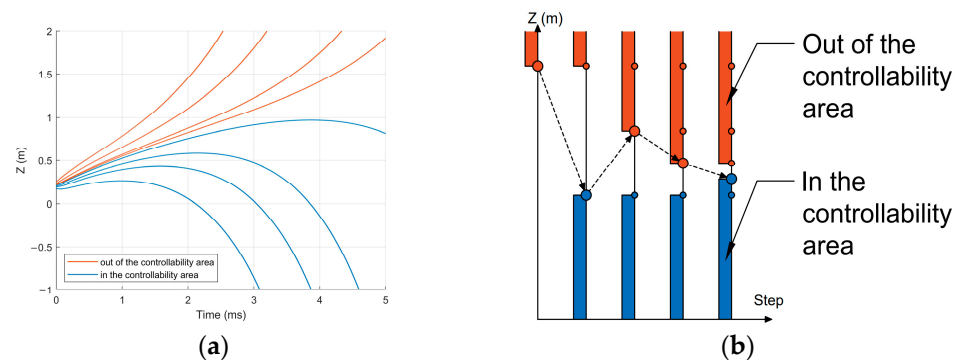 2
1.5
1
0.5
0
−0.5
−1
Z (m)
0
1
2
3
4
5
Time (ms)
out of the controllability area
in the controllability area
(a)
Z (m)
Out of the
controllability
area
In the
controllability
area
Step
(b)